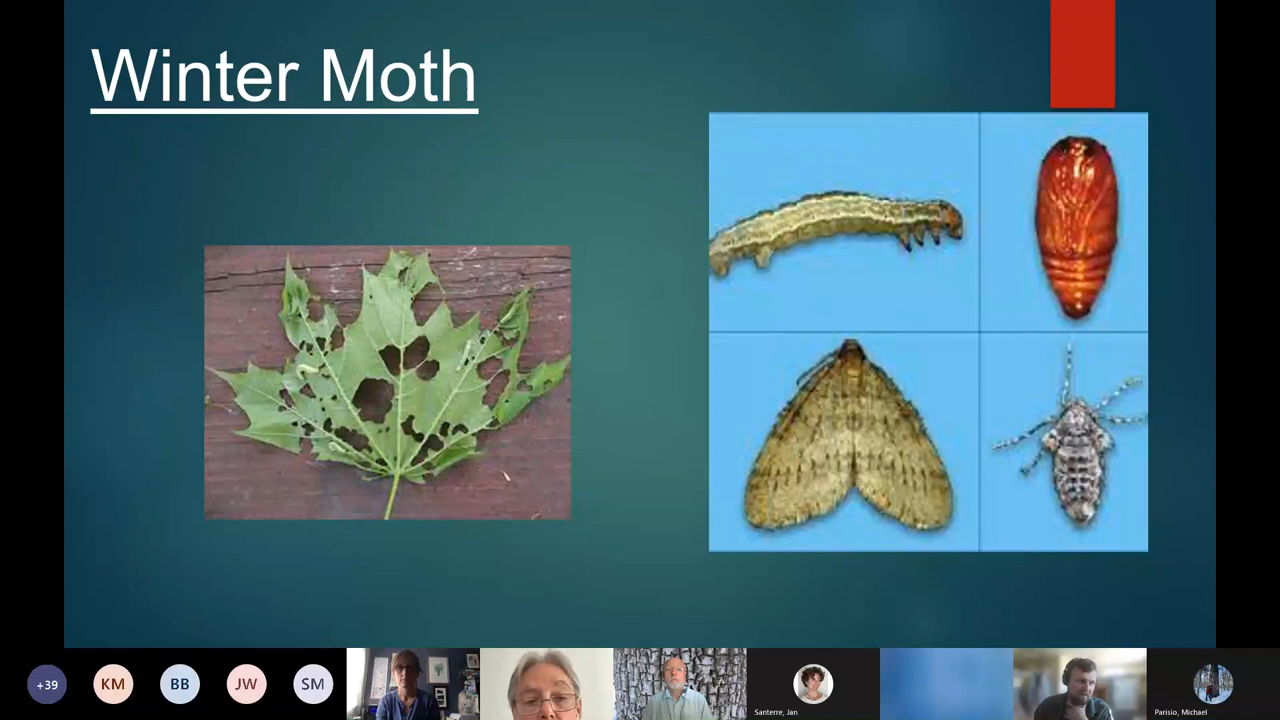 Winter Moth
+39
KM
BB
JW
SM
Santerre, Jan
Parisio, Michael